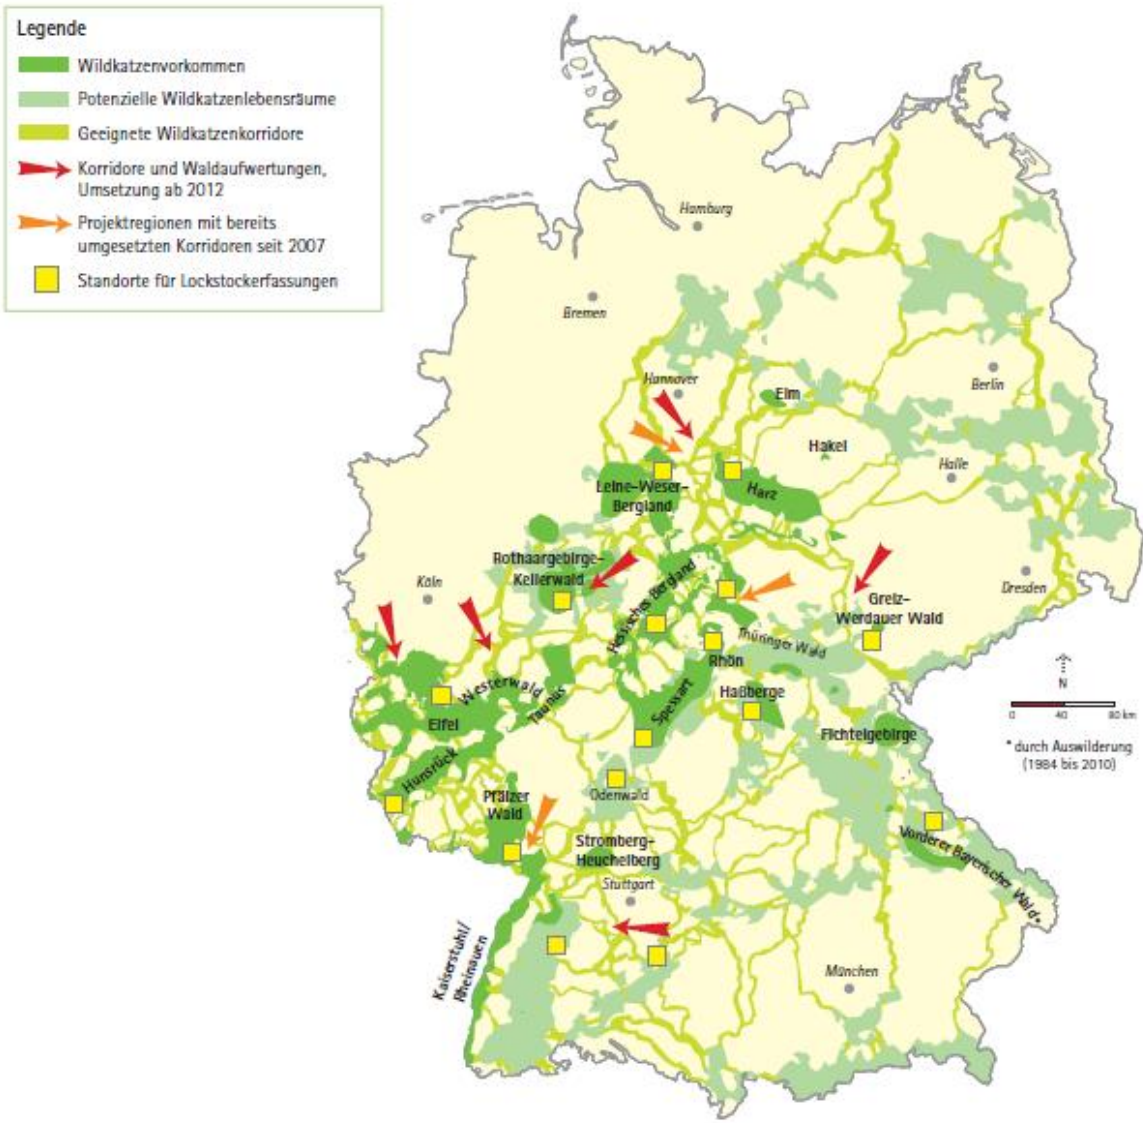 Legende
Wildkatzenvorkommen
Potenzielle Wildkatzenlebensräume
Geeignete Wildkatzenkorridore
Korridore und Waldaufwertungen,
Umsetzung ab 2012
Projektregionen mit bereits
umgesetzten Korridoren seit 2007
Standorte für Lockstockerfassungen
Hamburg
Bremen
Hannover
Berlin
Elm
Hakel
Halle
Leine-Weser-
Bergland
Harz
Rothaargebirge-
Kellerwald
Köln
Hessisches Bergland
Dresden
Greiz-
Werdauer Wald
Thüringer Wald
Rhön
Westerwald
Taunus
Spessart
Haßberge
Eifel
Fichtelgebirge
N
0 40 80 km
* durch Auswilderung
(1984 bis 2010)
Hunsrück
Pfälzer
Wald
Odenwald
Stromberg-
Heuchelberg
Vorderer Bayerischer Wald*
Stuttgart
Kaiserstuhl/
Rheinauen
München